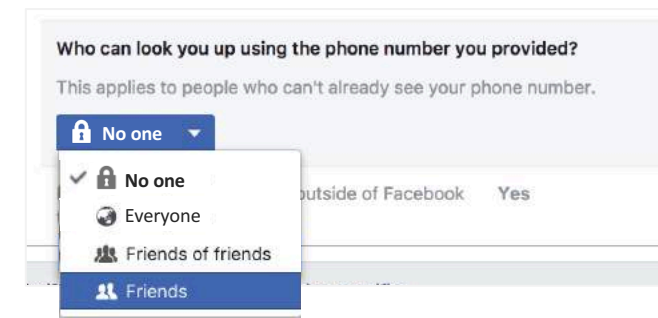 Who can look you up using the phone number you provided?
This applies to people who can't already see your phone number.
No one
No one
outside of Facebook Yes
Everyone
Friends of friends
Friends